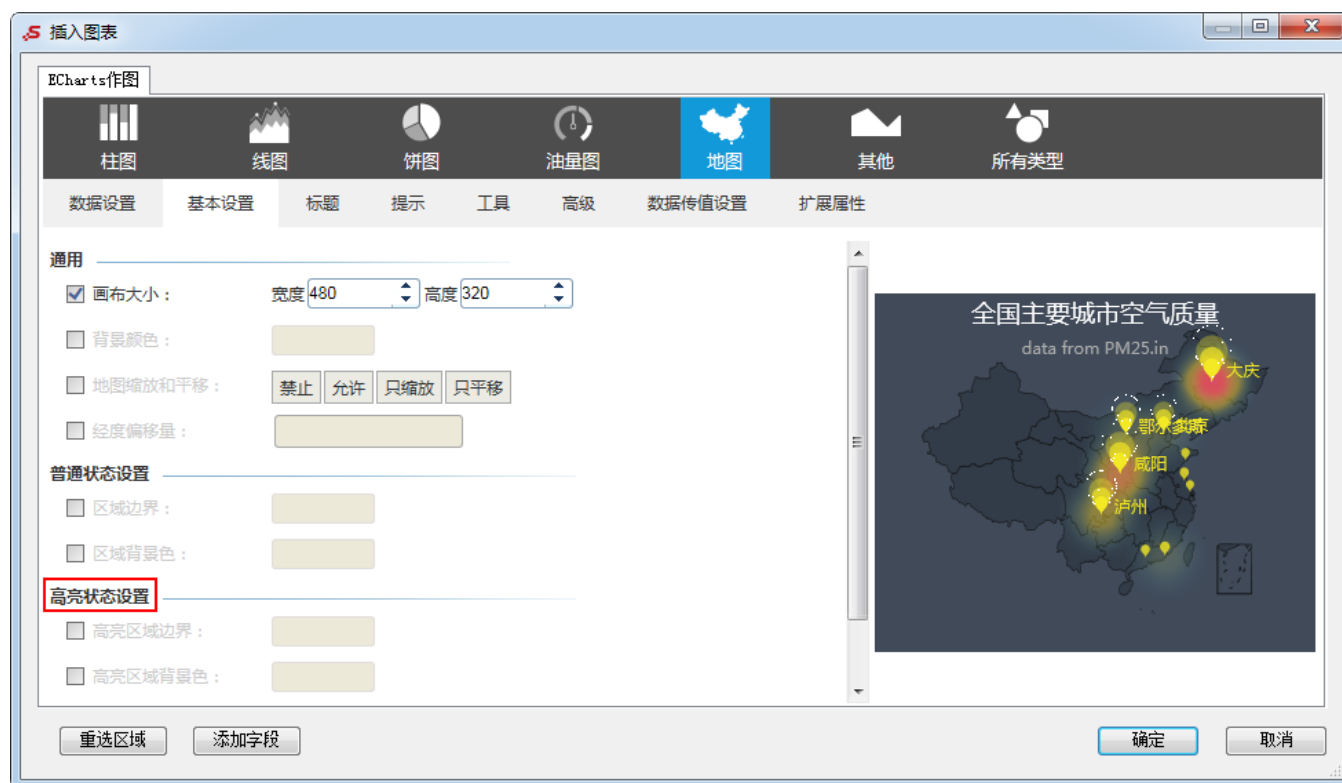 插入图表
ECharts作图
柱图 线图 饼图 油量图 地图 其他 所有类型
数据设置 基本设置 标题 提示 工具 高级 数据传值设置 扩展属性
通用
画布大小： 宽度 480 高度 320
背景颜色：
地图缩放和平移： 禁止 允许 只缩放 只平移
经度偏移量：
普通状态设置
区域边界：
区域背景色：
高亮状态设置
高亮区域边界：
高亮区域背景色：
全国主要城市空气质量
data from PM25.in
大庆
鄂尔多斯
咸阳
泸州
重选区域 添加字段 确定 取消